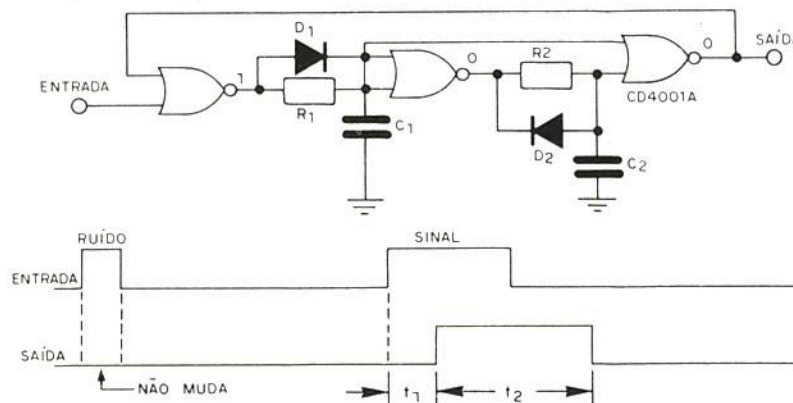 D1
0
R2
0
SAÍDA
1
ENTRADA
R1
CD4001A
C1
D2
C2
RUÍDO
SINAL
ENTRADA
SAÍDA
NÃO MUDA
t1
t2